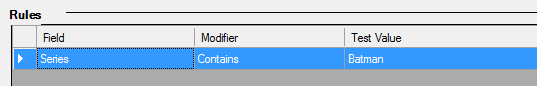 Rules
Field Modifier Test Value
Series Contains Batman